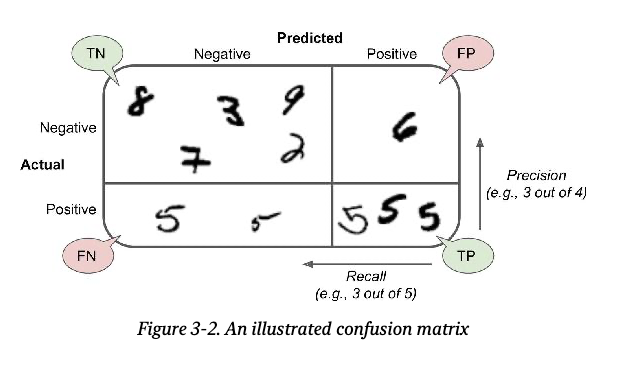 Predicted
TN Negative Positive FP
8 3 9 6
Negative
7 2
Actual
Precision
(e.g., 3 out of 4)
Positive 5 5 5 5 5
FN TP
Recall
(e.g., 3 out of 5)
Figure 3-2. An illustrated confusion matrix